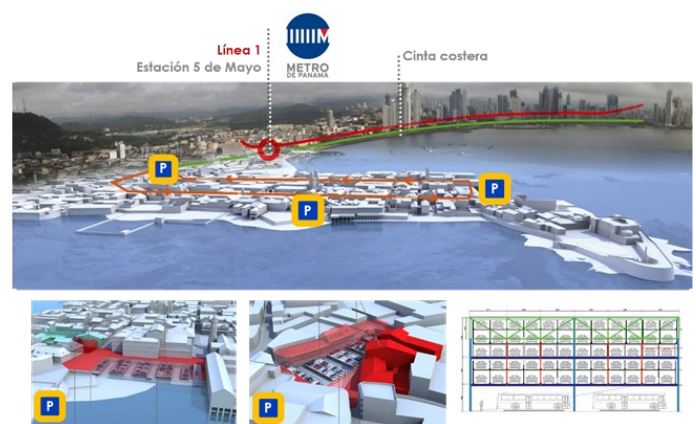 Línea 1
Estación 5 de Mayo
METRO
DE PANAMÁ
Cinta costera
P
P
P
P
P